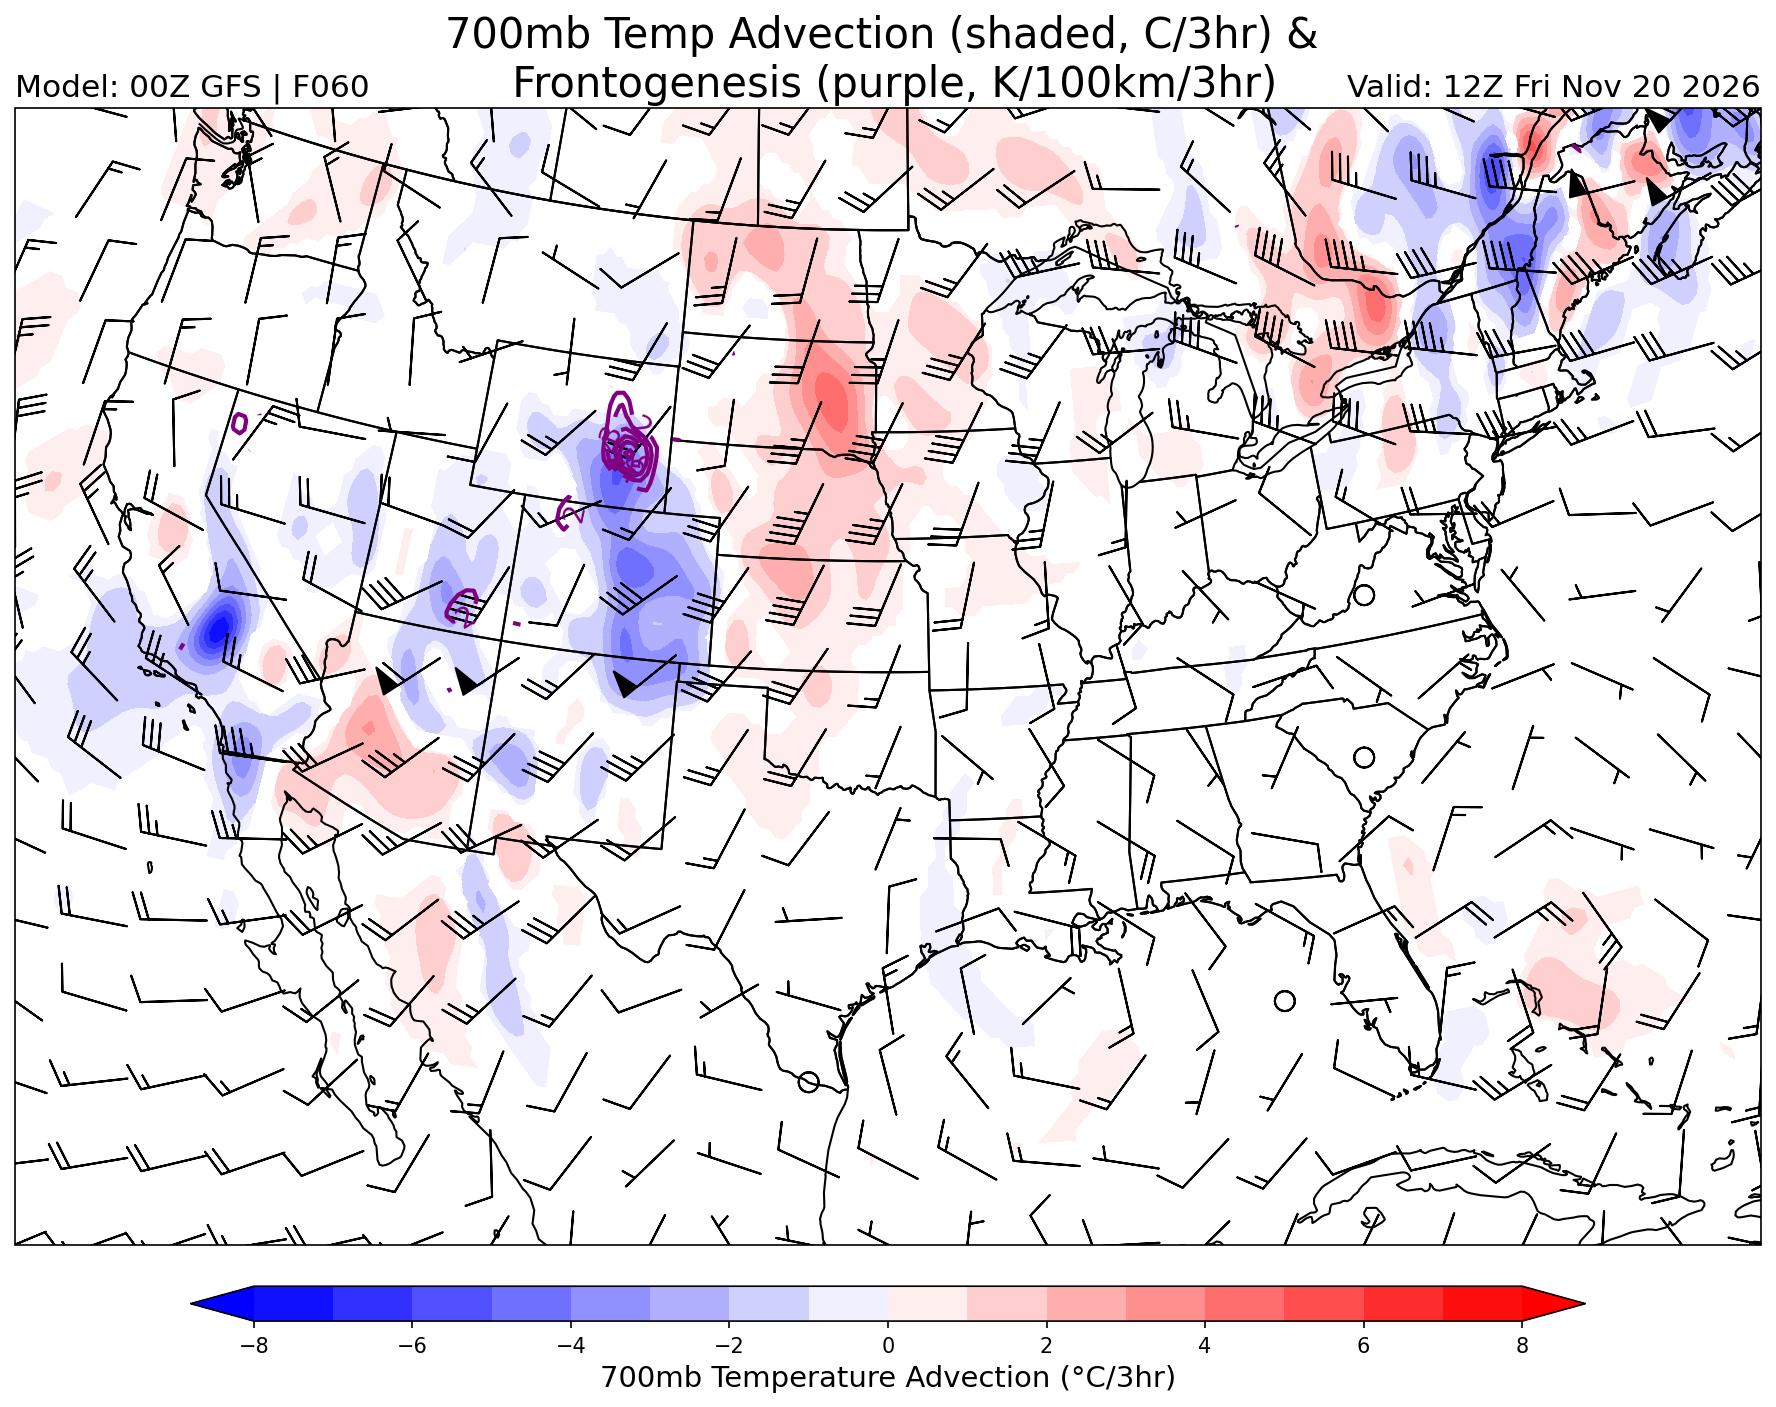 700mb Temp Advection (shaded, C/3hr) &
Frontogenesis (purple, K/100km/3hr)
Model: 00Z GFS | F060
Valid: 12Z Fri Nov 20 2026
−8 −6 −4 −2 0 2 4 6 8
700mb Temperature Advection (°C/3hr)